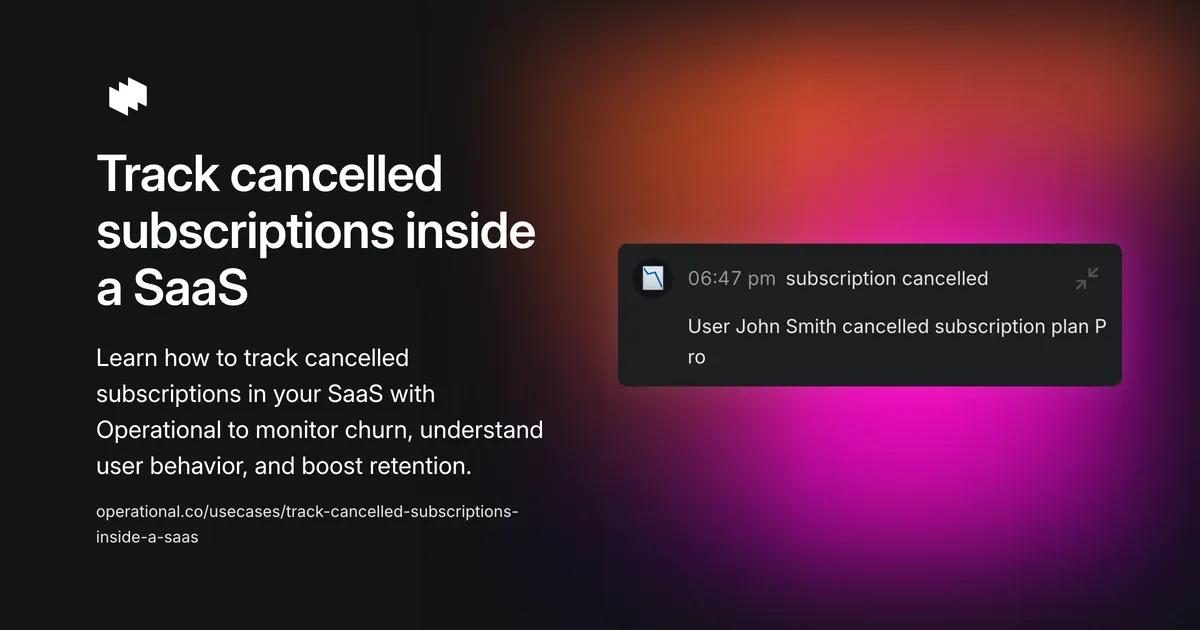 Track cancelled
subscriptions inside
a SaaS
Learn how to track cancelled
subscriptions in your SaaS with
Operational to monitor churn, understand
user behavior, and boost retention.
operational.co/usecases/track-cancelled-subscriptions-
inside-a-saas
06:47 pm subscription cancelled
User John Smith cancelled subscription plan P
ro